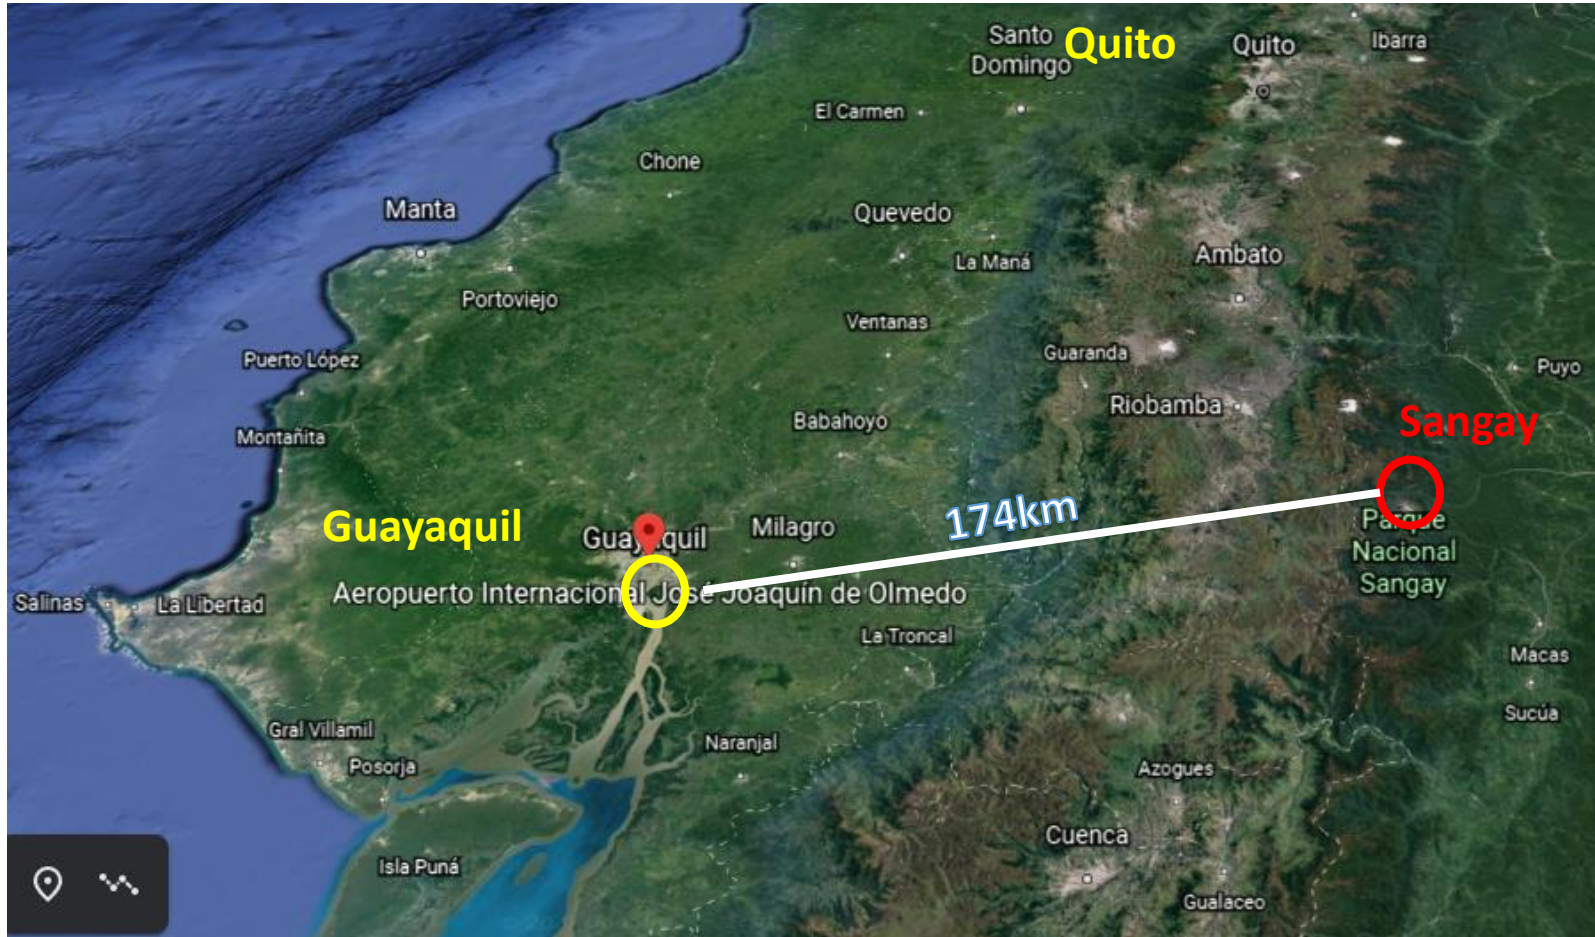 Santo
Domingo
Quito
Quito
Ibarra
El Carmen
Chone
Manta
Quevedo
La Maná
Ambato
Portoviejo
Ventanas
Puerto López
Guaranda
Puyo
Riobamba
Babahoyo
Sangay
Montañita
174km
Guayaquil
Guayaquil
Milagro
Parque
Nacional
Sangay
Aeropuerto Internacional José Joaquín de Olmedo
Salinas
La Libertad
La Troncal
Macas
Sucúa
Gral Villamil
Naranjal
Posorja
Azogues
Cuenca
Isla Puná
Gualaceo